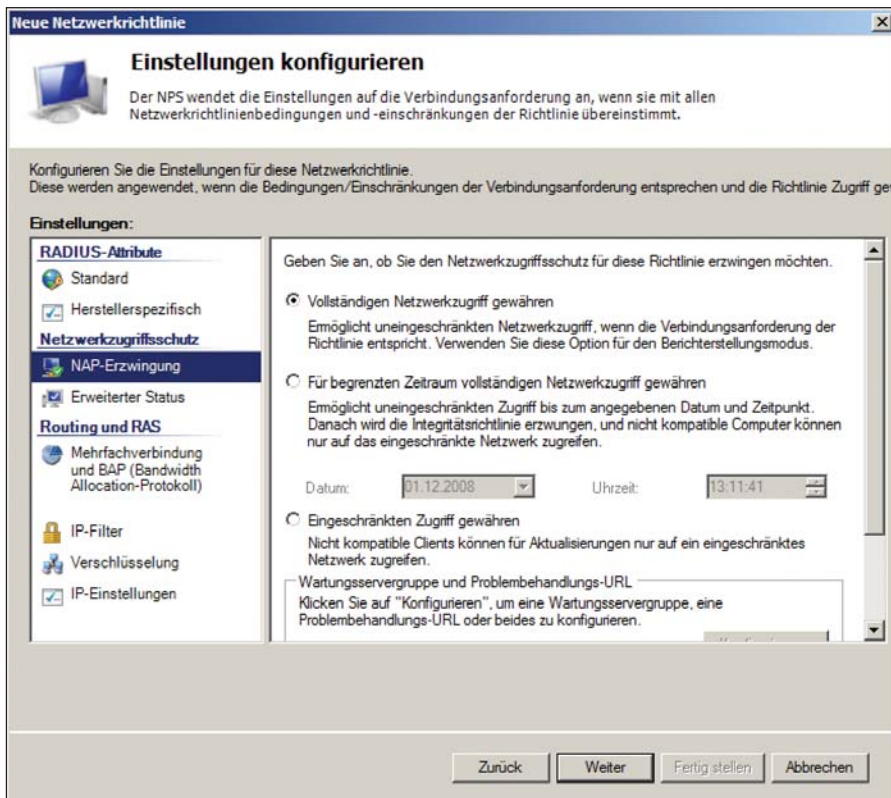 Neue Netzwerkrichtlinie
Einstellungen konfigurieren
Der NPS wendet die Einstellungen auf die Verbindungsanforderung an, wenn sie mit allen
Netzwerkrichtlinienbedingungen und -einschränkungen der Richtlinie übereinstimmt.
Konfigurieren Sie die Einstellungen für diese Netzwerkrichtlinie.
Diese werden angewendet, wenn die Bedingungen/Einschränkungen der Verbindungsanforderung entsprechen und die Richtlinie Zugriff
Einstellungen:
RADIUS-Attribute
Standard
Herstellerspezifisch
Netzwerkzugriffsschutz
NAP-Erzwingung
Erweiterter Status
Routing und RAS
Mehrfachverbindung
und BAP (Bandwidth
Allocation-Protokoll)
IP-Filter
Verschlüsselung
IP-Einstellungen
Geben Sie an, ob Sie den Netzwerkzugriffsschutz für diese Richtlinie erzwingen möchten.
Vollständigen Netzwerkzugriff gewähren
Ermöglicht uneingeschränkten Netzwerkzugriff, wenn die Verbindungsanforderung der
Richtlinie entspricht. Verwenden Sie diese Option für den Berichterstellungsmodus.
Für begrenzten Zeitraum vollständigen Netzwerkzugriff gewähren
Ermöglicht uneingeschränkten Zugriff bis zum angegebenen Datum und Zeitpunkt.
Danach wird die Integritätsrichtlinie erzwungen, und nicht kompatible Computer können
nur auf das eingeschränkte Netzwerk zugreifen.
Datum: 01.12.2008 Uhrzeit: 13:11:41
Eingeschränkten Zugriff gewähren
Nicht kompatible Clients können für Aktualisierungen nur auf ein eingeschränktes
Netzwerk zugreifen.
Wartungsservergruppe und Problembehandlungs-URL
Klicken Sie auf "Konfigurieren", um eine Wartungsservergruppe, eine
Problembehandlungs-URL oder beides zu konfigurieren.
Zurück Weiter Fertig stellen Abbrechen